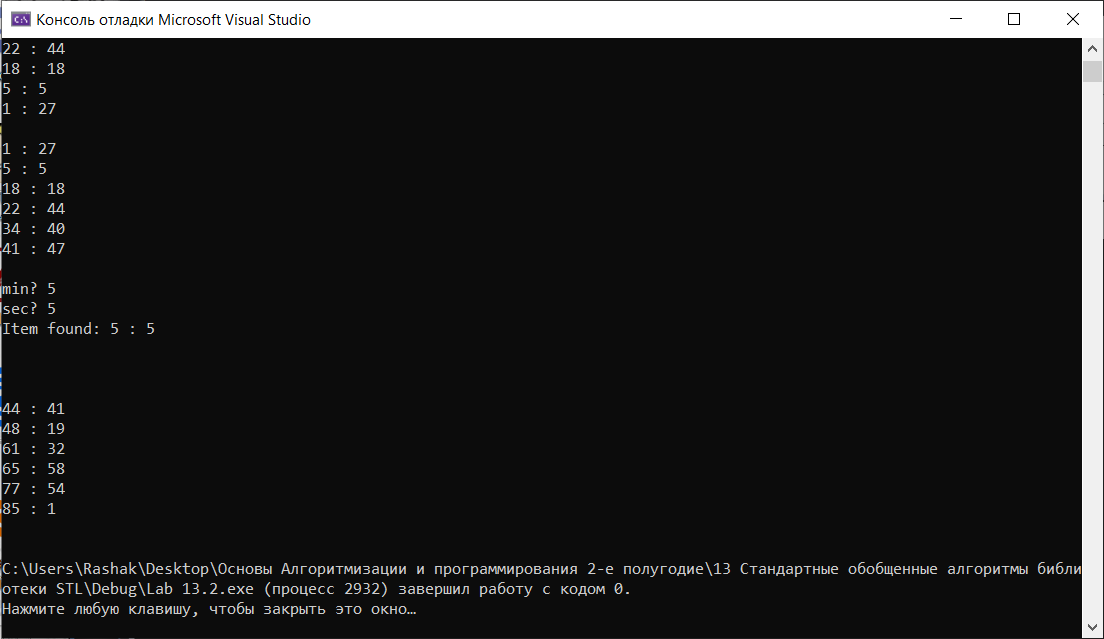 Консоль отладки Microsoft Visual Studio
22 : 44
18 : 18
5 : 5
1 : 27
1 : 27
5 : 5
18 : 18
22 : 44
34 : 40
41 : 47
min? 5
sec? 5
Item found: 5 : 5
44 : 41
48 : 19
61 : 32
65 : 58
77 : 54
85 : 1
C:\Users\Rashak\Desktop\Основы Алгоритмизации и программирования 2-е полугодие\13 Стандартные обобщенные алгоритмы библи
отеки STL\Debug\Lab 13.2.exe (процесс 2932) завершил работу с кодом 0.
Нажмите любую клавишу, чтобы закрыть это окно…